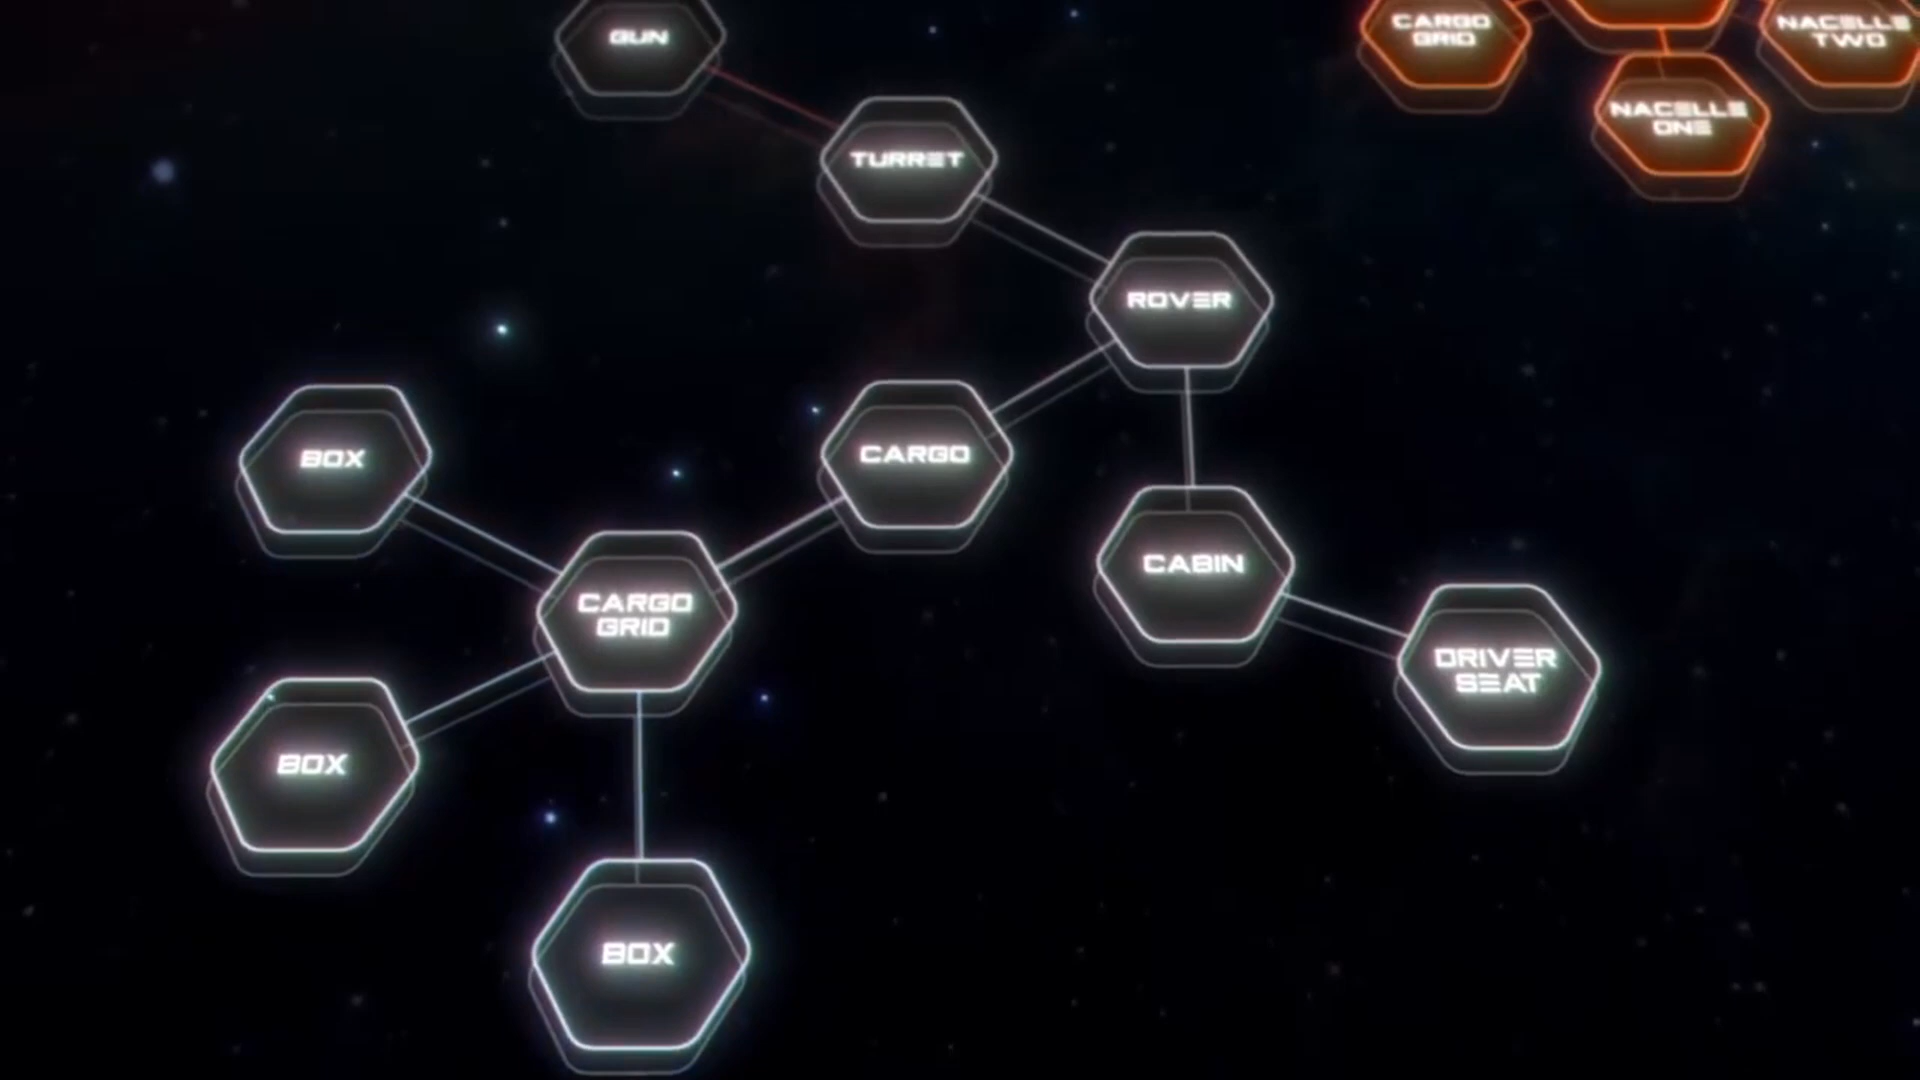 GUN
CARGO
GRID
NACELLE
TWO
NACELLE
ONE
TURRET
ROVER
BOX
CARGO
CABIN
CARGO
GRID
DRIVER
SEAT
BOX
BOX